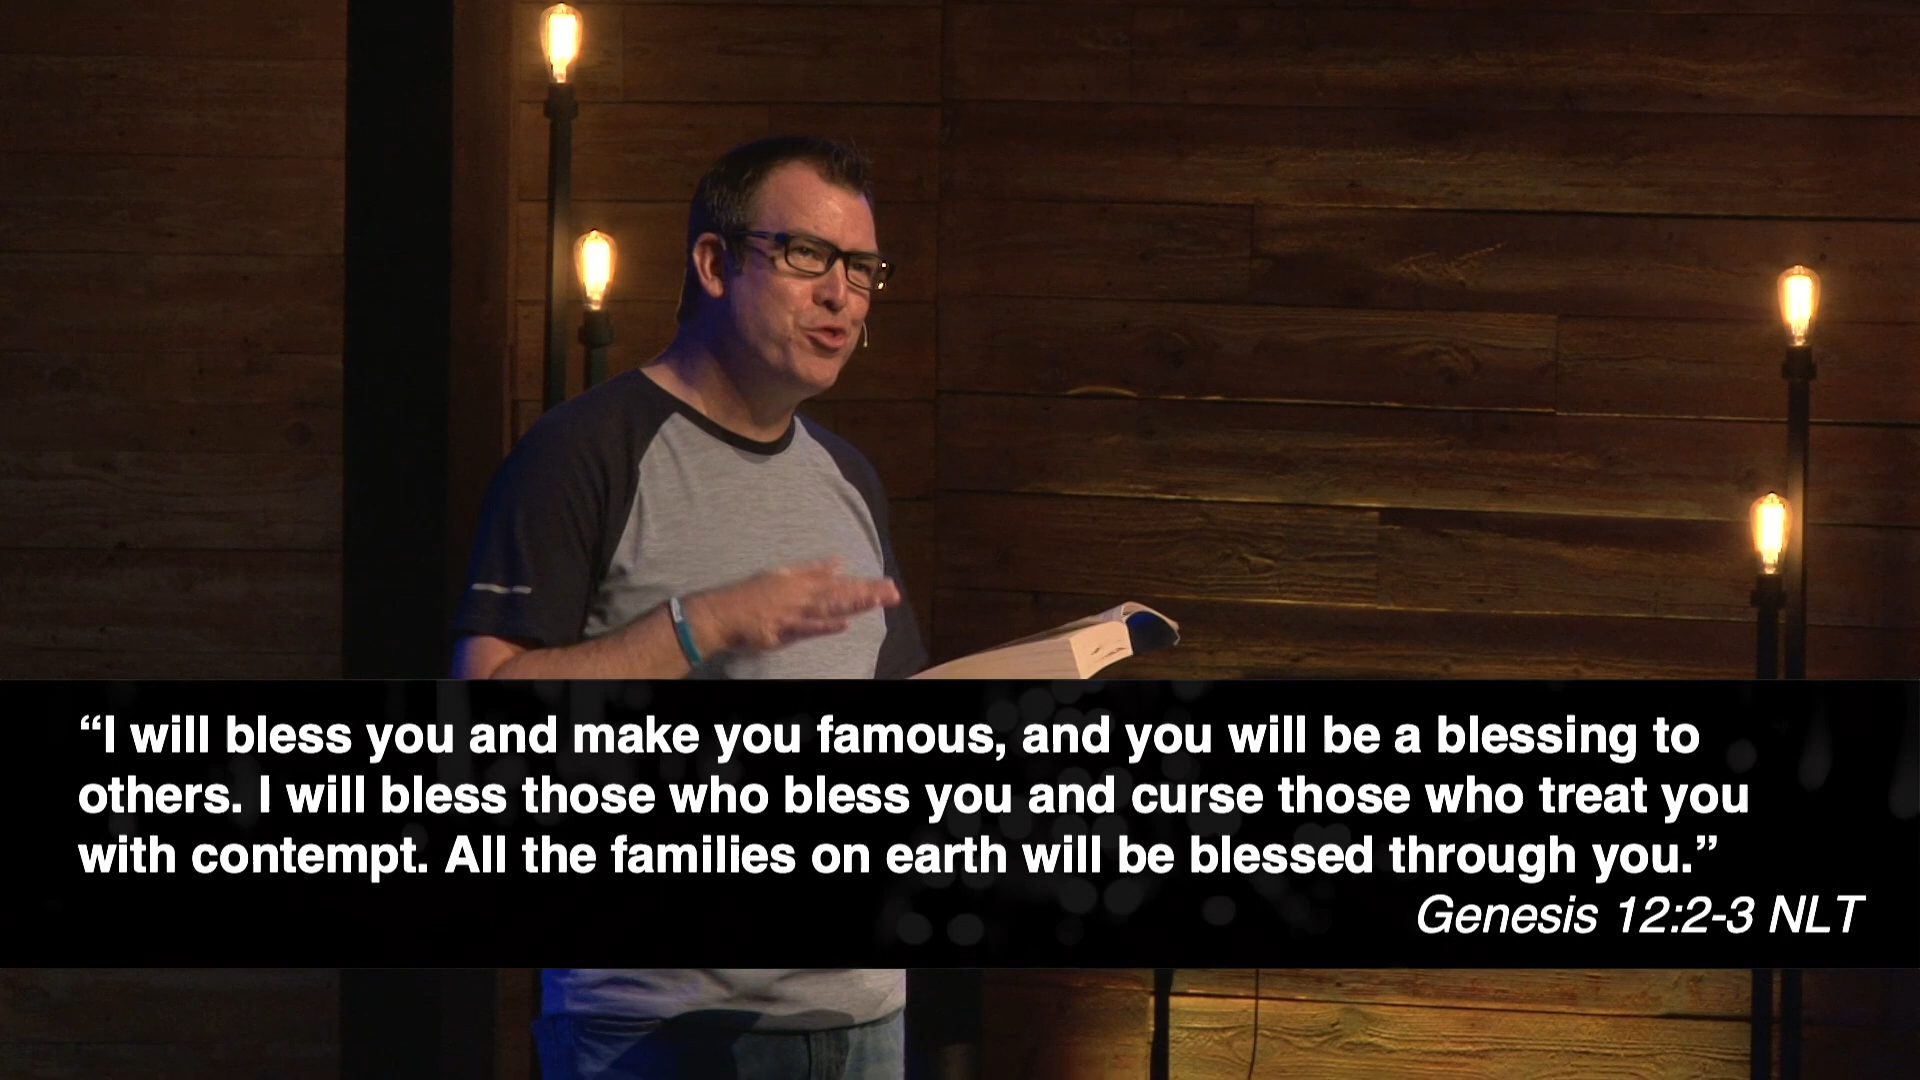 “I will bless you and make you famous, and you will be a blessing to
others. I will bless those who bless you and curse those who treat you
with contempt. All the families on earth will be blessed through you.”
Genesis 12:2-3 NLT